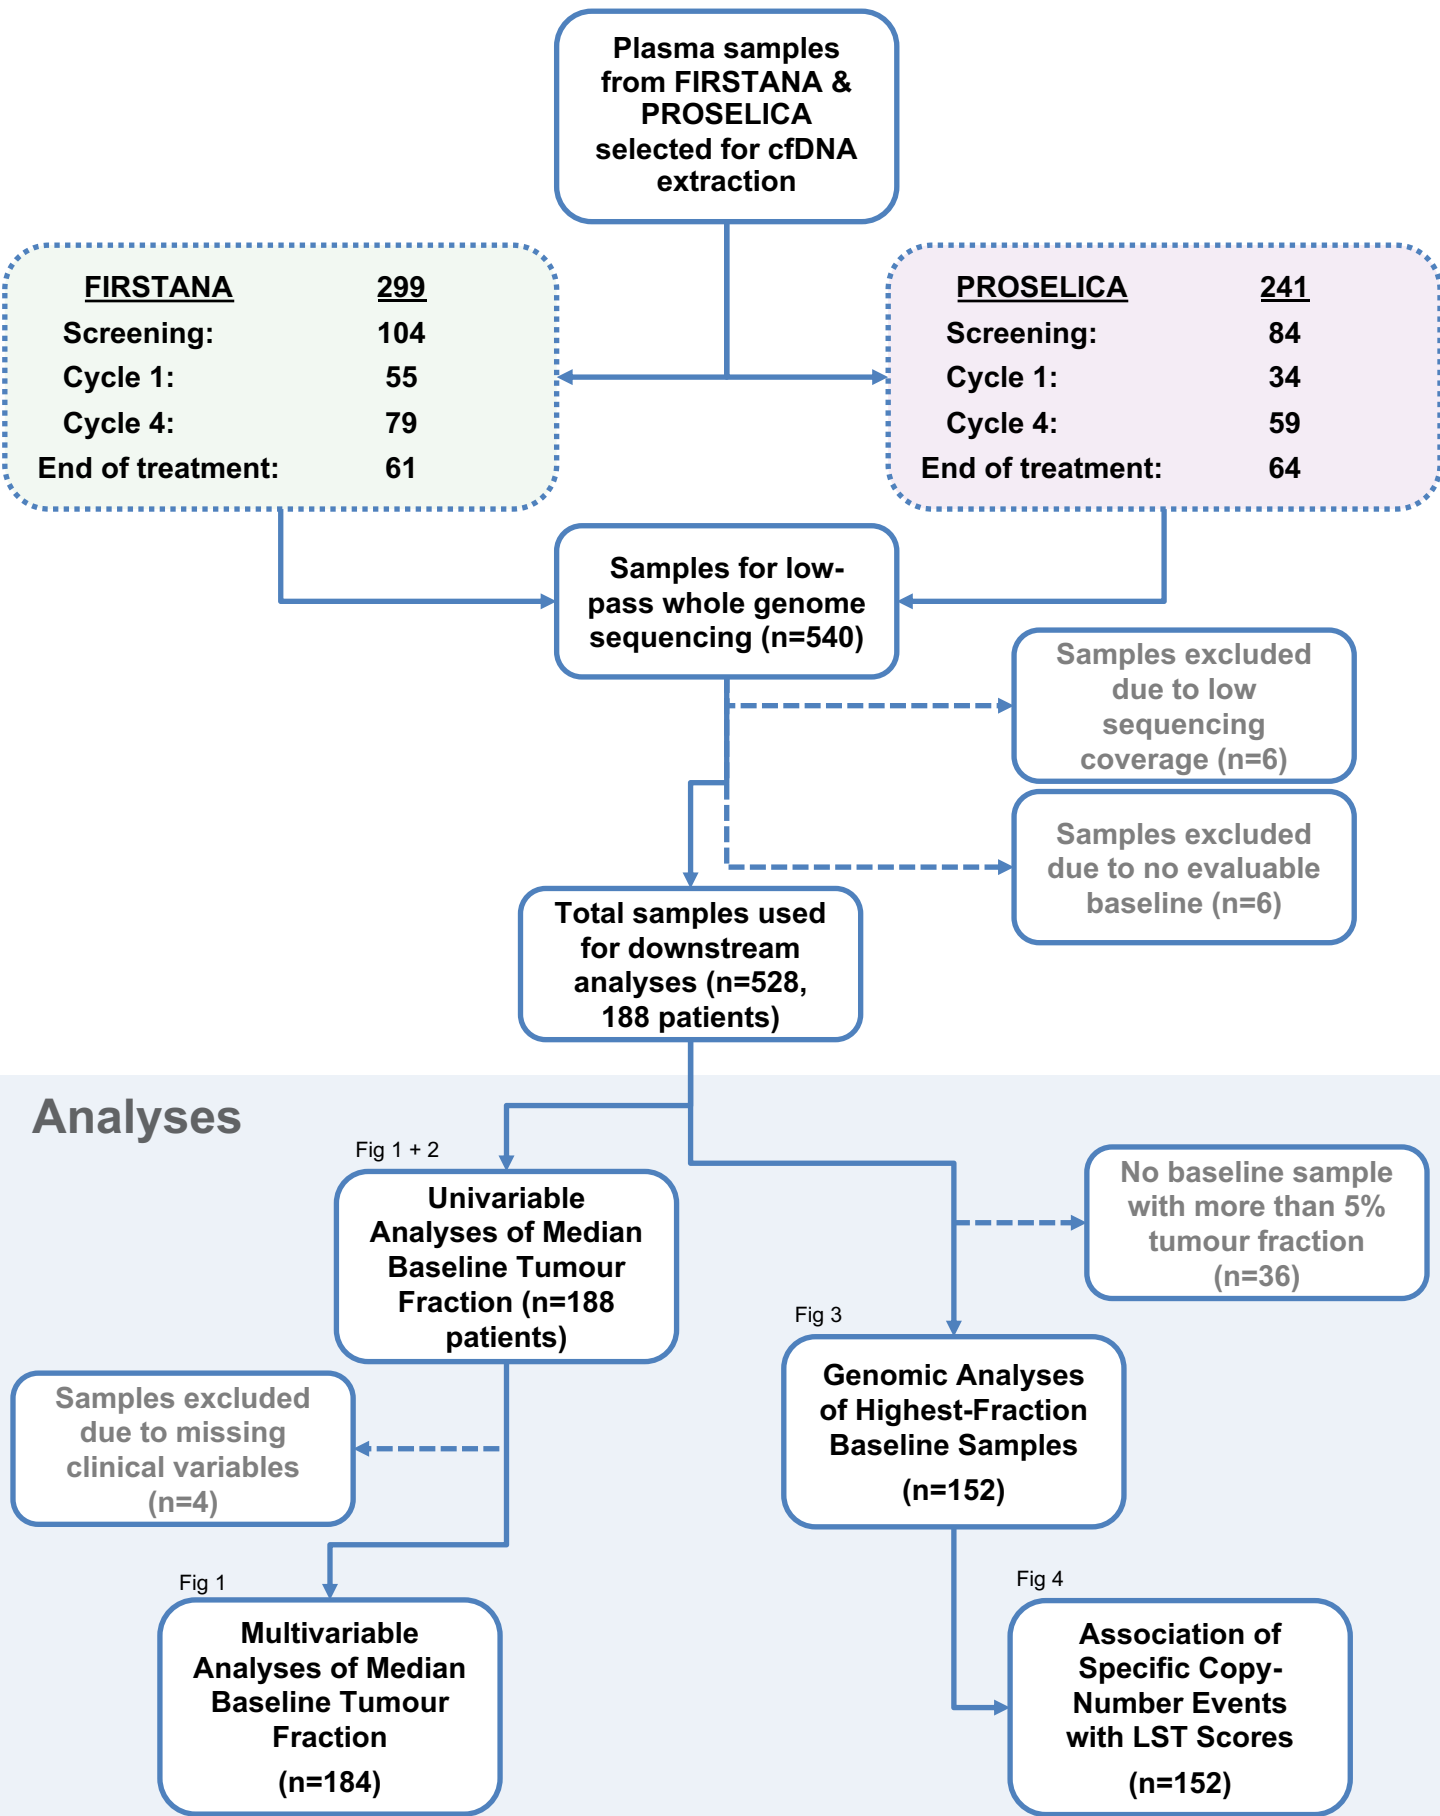 Plasma samples
from FIRSTANA &
PROSELICA
selected for cfDNA
extraction
FIRSTANA 299
Screening: 104
Cycle 1: 55
Cycle 4: 79
End of treatment: 61
PROSELICA 241
Screening: 84
Cycle 1: 34
Cycle 4: 59
End of treatment: 64
Samples for low-
pass whole genome
sequencing (n=540)
Samples excluded
due to low
sequencing
coverage (n=6)
Samples excluded
due to no evaluable
baseline (n=6)
Total samples used
for downstream
analyses (n=528,
188 patients)
Analyses
Fig 1 + 2
Univariable
Analyses of Median
Baseline Tumour
Fraction (n=188
patients)
No baseline sample
with more than 5%
tumour fraction
(n=36)
Fig 3
Genomic Analyses
of Highest-Fraction
Baseline Samples
(n=152)
Samples excluded
due to missing
clinical variables
(n=4)
Fig 1
Multivariable
Analyses of Median
Baseline Tumour
Fraction
(n=184)
Fig 4
Association of
Specific Copy-
Number Events
with LST Scores
(n=152)